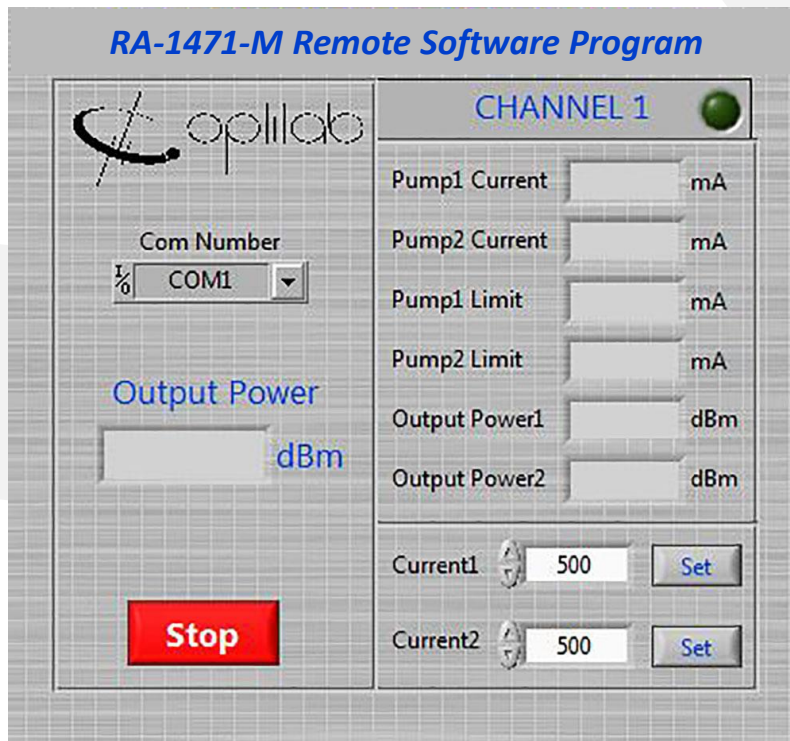 RA-1471-M Remote Software Program
oplilab
Com Number
I/O COM1
Output Power
dBm
Stop
CHANNEL 1
Pump1 Current mA
Pump2 Current mA
Pump1 Limit mA
Pump2 Limit mA
Output Power1 dBm
Output Power2 dBm
Current1 500 Set
Current2 500 Set